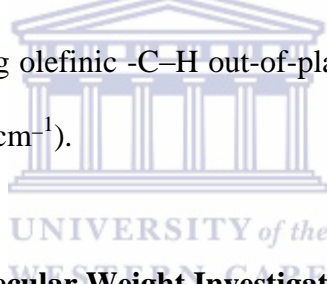 g olefinic -C–H out-of-pla
cm⁻¹).
UNIVERSITY of the
WESTERN CAPE
ecular Weight Investigat